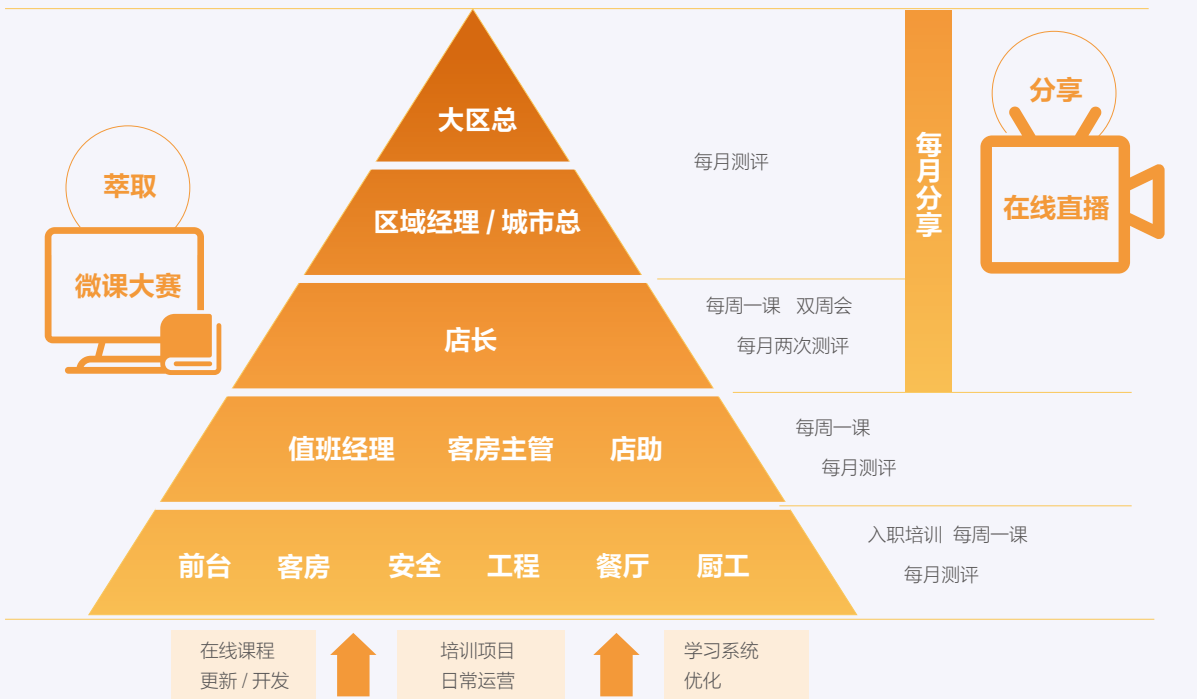 大区总
分享
每月测评
每月分享
萃取
区域经理 / 城市总
在线直播
微课大赛
店长
每周一课 双周会
每月两次测评
值班经理 客房主管 店助
每周一课
每月测评
前台 客房 安全 工程 餐厅 厨工
入职培训 每周一课
每月测评
在线课程
更新 / 开发
培训项目
日常运营
学习系统
优化